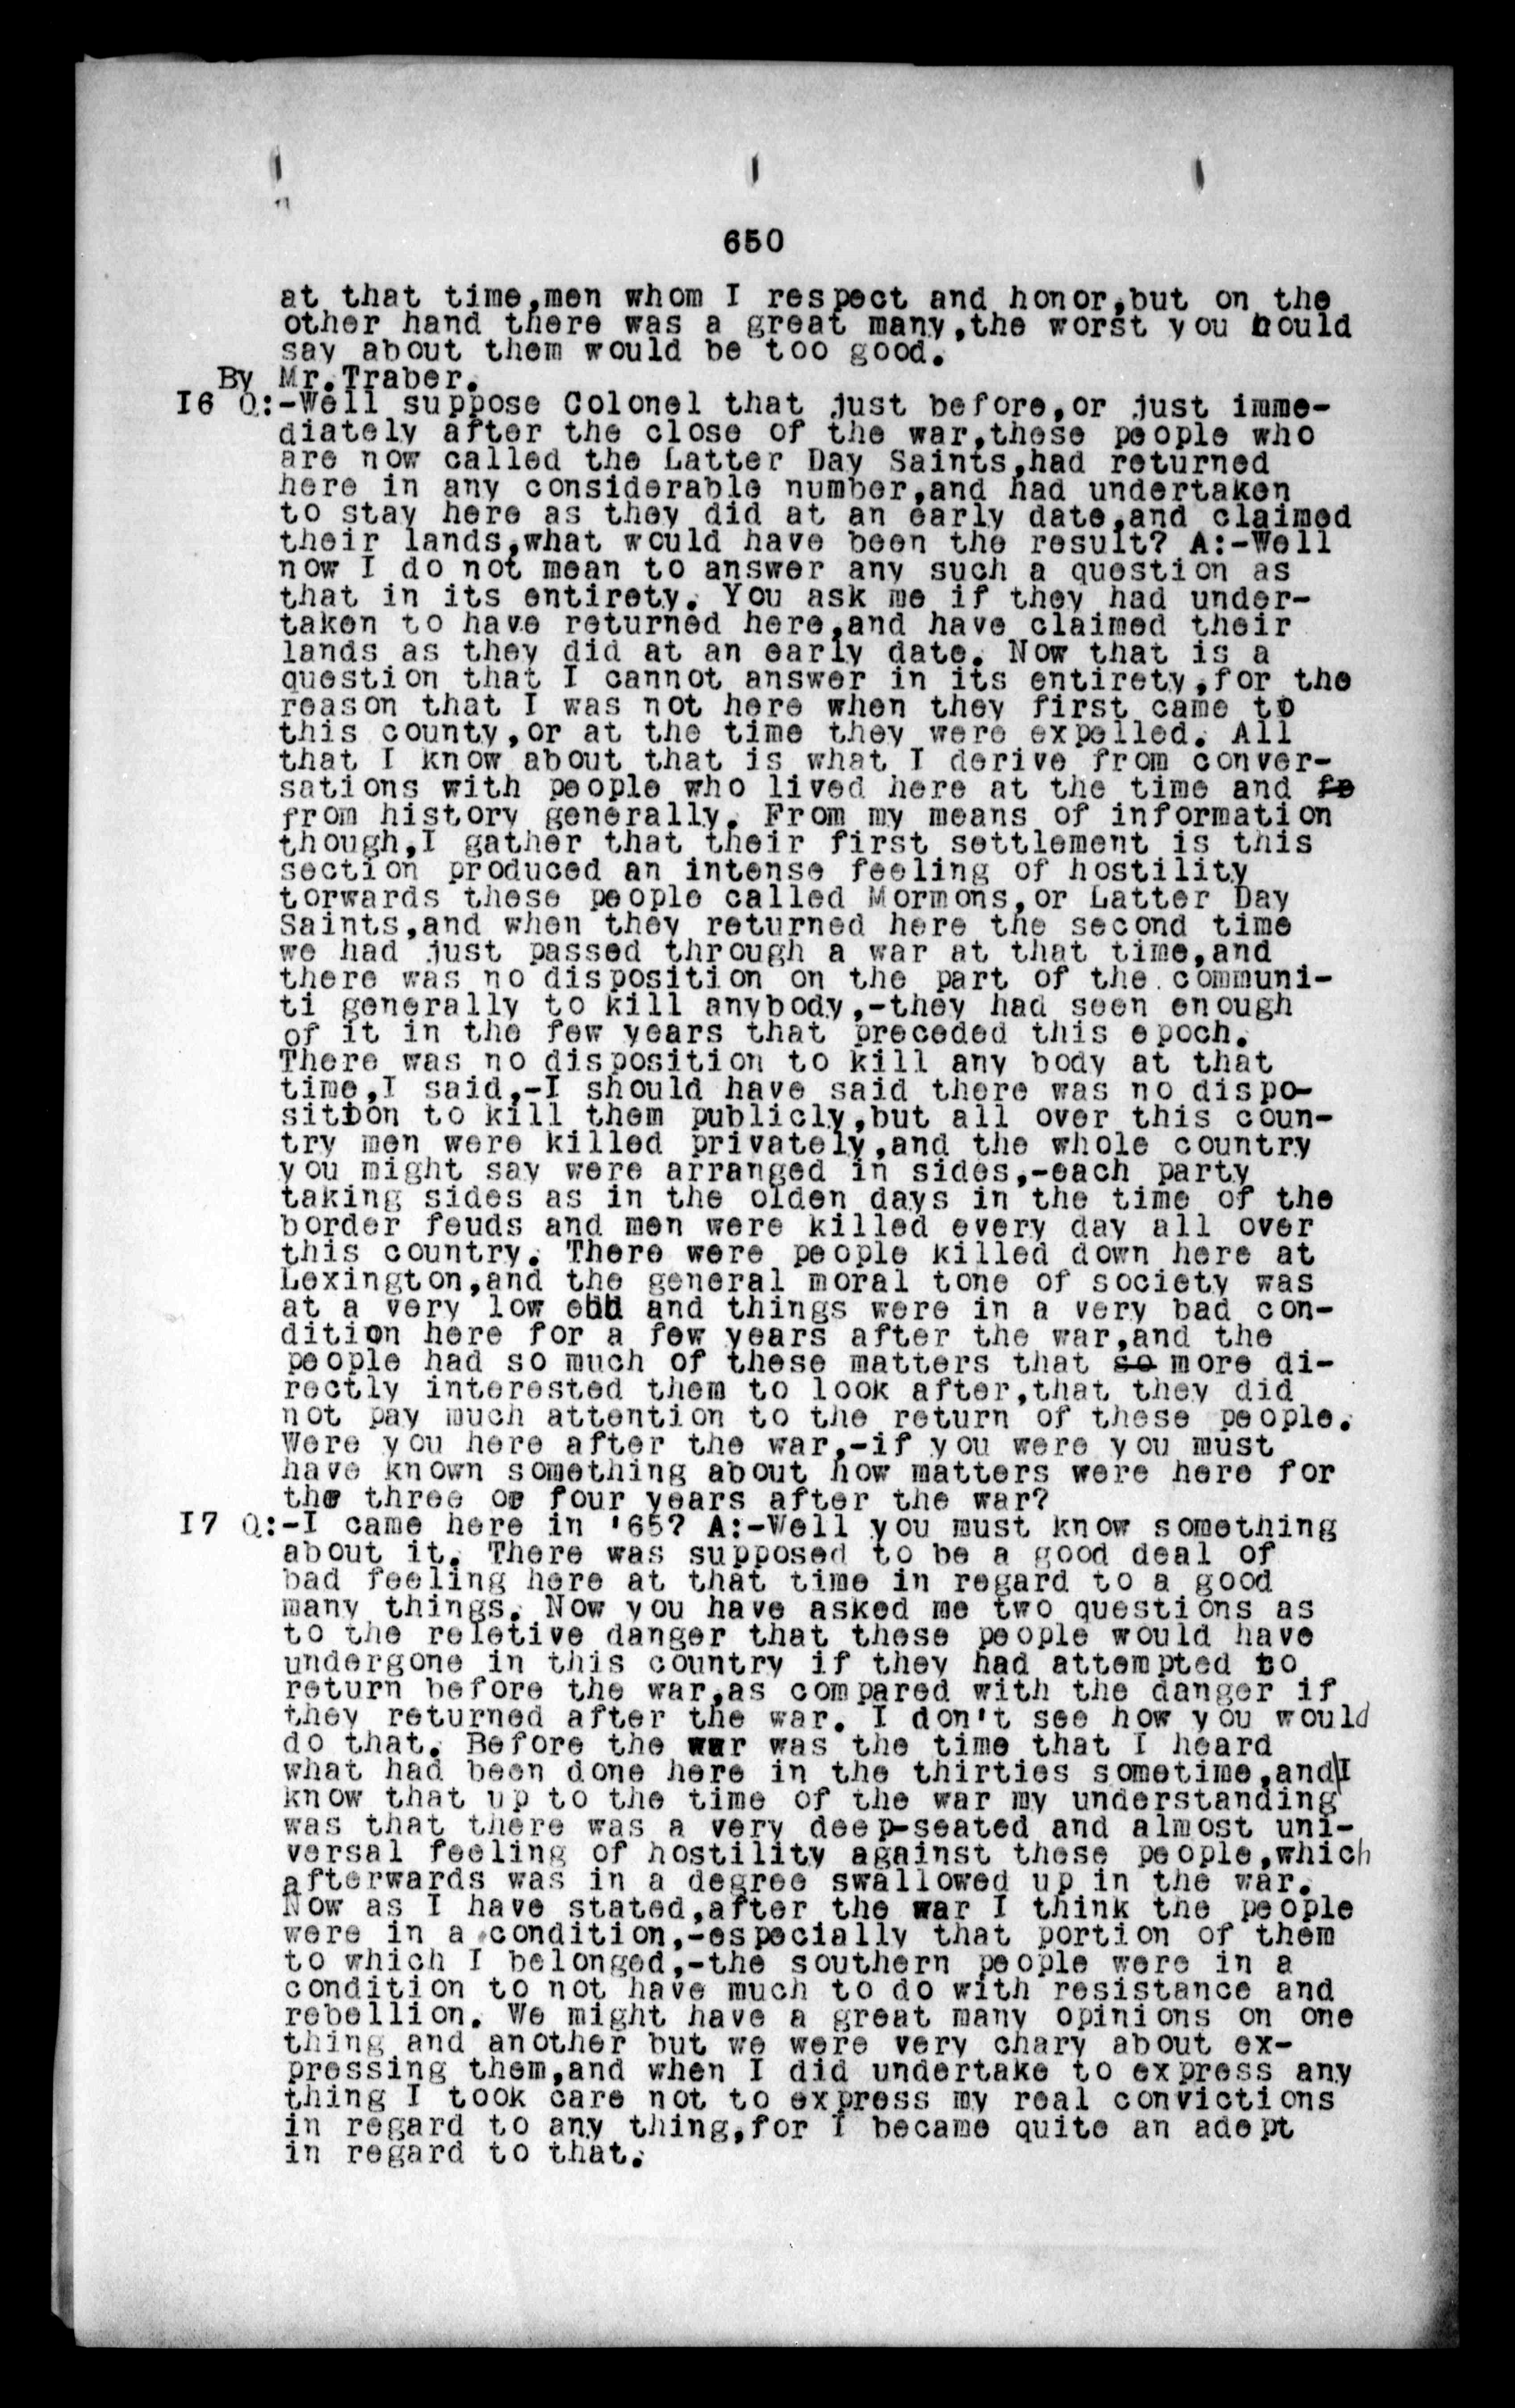 650
at that time,men whom I respect and honor,but on the
other hand there was a great many,the worst you could
say about them would be too good.
By Mr.Traber.
I6 Q:-Well suppose Colonel that just before,or just imme-
diately after the close of the war,these people who
are now called the Latter Day Saints,had returned
here in any considerable number,and had undertaken
to stay here as they did at an early date,and claimed
their lands,what would have been the result? A:-Well
now I do not mean to answer any such a question as
that in its entirety. You ask me if they had under-
taken to have returned here,and have claimed their
lands as they did at an early date. Now that is a
question that I cannot answer in its entirety,for the
reason that I was not here when they first came to
this county,or at the time they were expelled. All
that I know about that is what I derive from conver-
sations with people who lived here at the time and fe
from history generally. From my means of information
though,I gather that their first settlement is this
section produced an intense feeling of hostility
torwards these people called Mormons,or Latter Day
Saints,and when they returned here the second time
we had just passed through a war at that time,and
there was no disposition on the part of the communi-
ti generally to kill anybody,-they had seen enough
of it in the few years that preceded this epoch.
There was no disposition to kill any body at that
time,I said,-I should have said there was no dispo-
sition to kill them publicly,but all over this coun-
try men were killed privately,and the whole country
you might say were arranged in sides,-each party
taking sides as in the olden days in the time of the
border feuds and men were killed every day all over
this country. There were people killed down here at
Lexington,and the general moral tone of society was
at a very low ebb and things were in a very bad con-
dition here for a few years after the war,and the
people had so much of these matters that so more di-
rectly interested them to look after,that they did
not pay much attention to the return of these people.
Were you here after the war,-if you were you must
have known something about how matters were here for
the three or four years after the war?
I7 Q:-I came here in '65? A:-Well you must know something
about it. There was supposed to be a good deal of
bad feeling here at that time in regard to a good
many things. Now you have asked me two questions as
to the reletive danger that these people would have
undergone in this country if they had attempted to
return before the war,as compared with the danger if
they returned after the war. I don't see how you would
do that. Before the war was the time that I heard
what had been done here in the thirties sometime,and I
know that up to the time of the war my understanding
was that there was a very deep-seated and almost uni-
versal feeling of hostility against these people,which
afterwards was in a degree swallowed up in the war.
Now as I have stated,after the war I think the people
were in a condition,-especially that portion of them
to which I belonged,-the southern people were in a
condition to not have much to do with resistance and
rebellion. We might have a great many opinions on one
thing and another but we were very chary about ex-
pressing them,and when I did undertake to express any
thing I took care not to express my real convictions
in regard to any thing,for I became quite an adept
in regard to that.